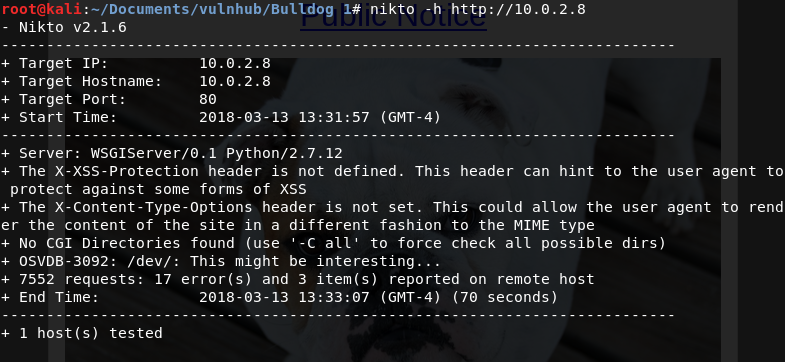 Public Notice
root@kali:~/Documents/vulnhub/Bulldog 1# nikto -h http://10.0.2.8
- Nikto v2.1.6
---------------------------------------------------------------------------
+ Target IP:          10.0.2.8
+ Target Hostname:    10.0.2.8
+ Target Port:        80
+ Start Time:         2018-03-13 13:31:57 (GMT-4)
---------------------------------------------------------------------------
+ Server: WSGIServer/0.1 Python/2.7.12
+ The X-XSS-Protection header is not defined. This header can hint to the user agent to
 protect against some forms of XSS
+ The X-Content-Type-Options header is not set. This could allow the user agent to rend
er the content of the site in a different fashion to the MIME type
+ No CGI Directories found (use '-C all' to force check all possible dirs)
+ OSVDB-3092: /dev/: This might be interesting...
+ 7552 requests: 17 error(s) and 3 item(s) reported on remote host
+ End Time:           2018-03-13 13:33:07 (GMT-4) (70 seconds)
---------------------------------------------------------------------------
+ 1 host(s) tested